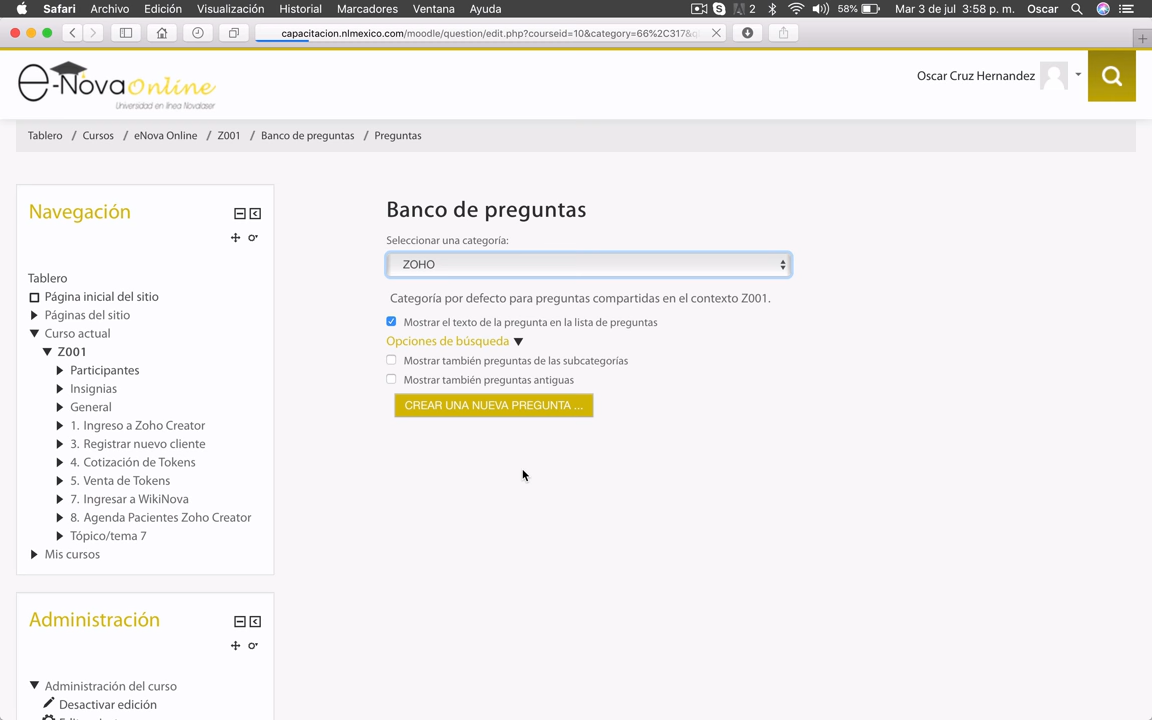 Safari Archivo Edición Visualización Historial Marcadores Ventana Ayuda 2 58% Mar 3 de jul 3:58 p. m. Oscar
capacitacion.nlmexico.com/moodle/question/edit.php?courseid=10&category=66%2C317&q
e-NovaOnline
Universidad en línea Novalaser
Oscar Cruz Hernandez
Tablero / Cursos / eNova Online / Z001 / Banco de preguntas / Preguntas
Navegación
Tablero
Página inicial del sitio
Páginas del sitio
Curso actual
Z001
Participantes
Insignias
General
1. Ingreso a Zoho Creator
3. Registrar nuevo cliente
4. Cotización de Tokens
5. Venta de Tokens
7. Ingresar a WikiNova
8. Agenda Pacientes Zoho Creator
Tópico/tema 7
Mis cursos
Administración
Administración del curso
Desactivar edición
Banco de preguntas
Seleccionar una categoría:
ZOHO
Categoría por defecto para preguntas compartidas en el contexto Z001.
Mostrar el texto de la pregunta en la lista de preguntas
Opciones de búsqueda
Mostrar también preguntas de las subcategorías
Mostrar también preguntas antiguas
CREAR UNA NUEVA PREGUNTA ...